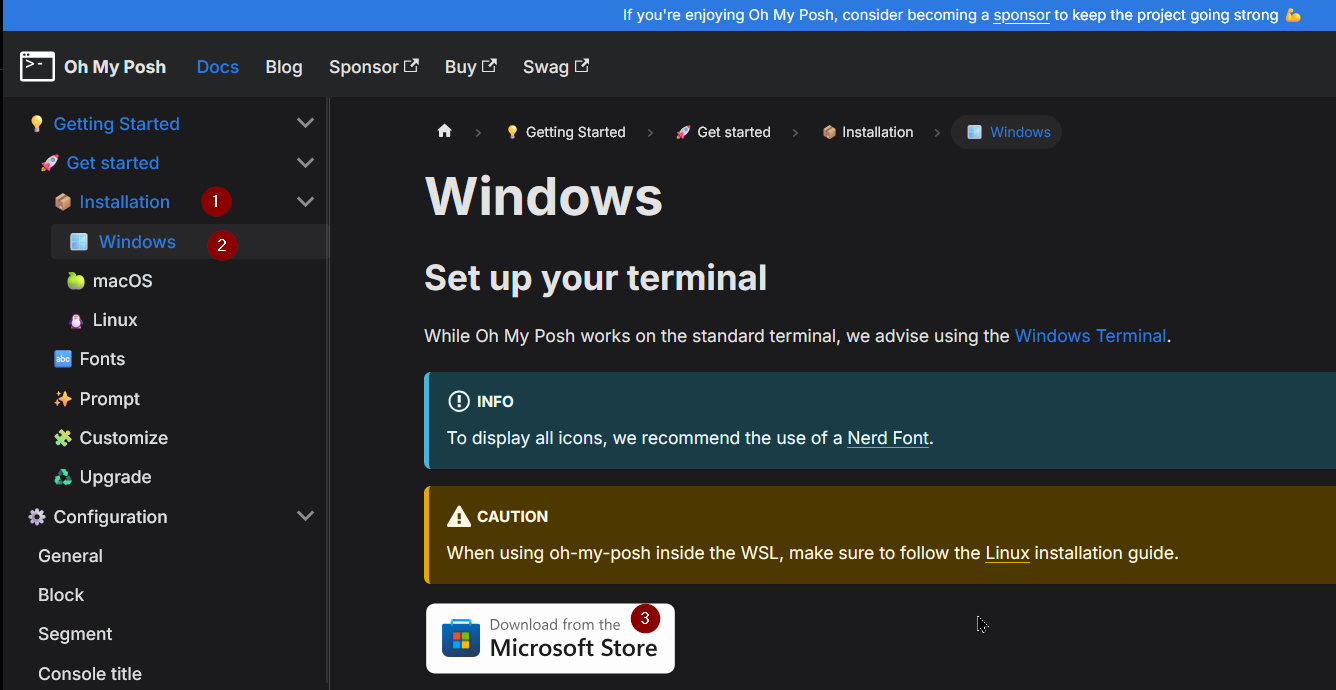 If you're enjoying Oh My Posh, consider becoming a sponsor to keep the project going strong 💪
Oh My Posh Docs Blog Sponsor Buy Swag
Getting Started
Get started
Installation 1
Windows 2
macOS
Linux
abc Fonts
Prompt
Customize
Upgrade
Configuration
General
Block
Segment
Console title
Getting Started > Get started > Installation > Windows
Windows
Set up your terminal
While Oh My Posh works on the standard terminal, we advise using the Windows Terminal.
INFO
To display all icons, we recommend the use of a Nerd Font.
CAUTION
When using oh-my-posh inside the WSL, make sure to follow the Linux installation guide.
Download from the 3
Microsoft Store